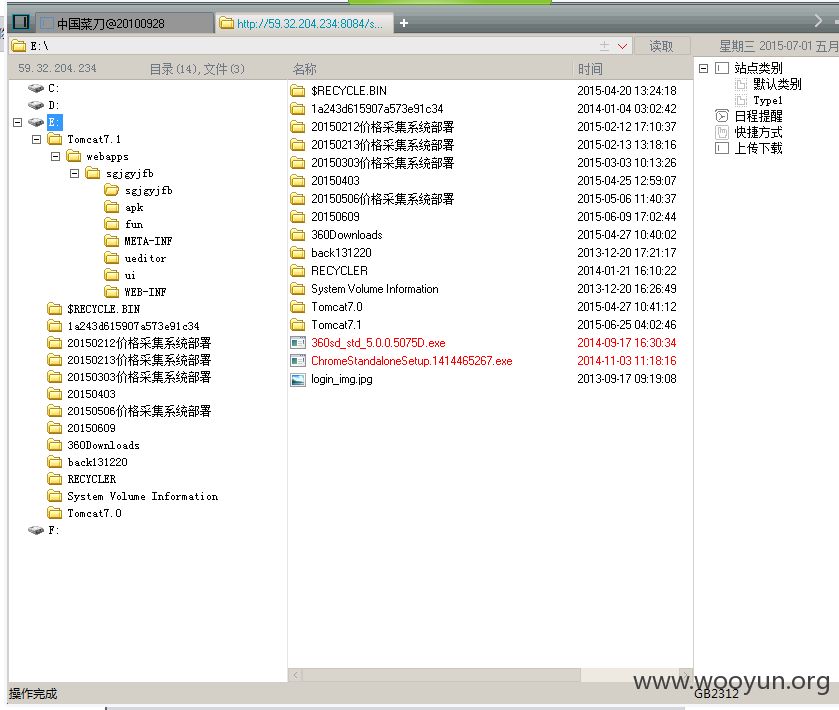 中国菜刀@20100928
http://59.32.204.234:8084/s...
E:\
读取
星期三 2015-07-01 五月
59.32.204.234
目录(14),文件(3)
名称
时间
C:
D:
E:
Tomcat7.1
webapps
sgjgyjfb
sgjgyjfb
apk
fun
META-INF
ueditor
ui
WEB-INF
$RECYCLE.BIN
1a243d615907a573e91c34
20150212价格采集系统部署
20150213价格采集系统部署
20150303价格采集系统部署
20150403
20150506价格采集系统部署
20150609
360Downloads
back131220
RECYCLER
System Volume Information
Tomcat7.0
F:
$RECYCLE.BIN 2015-04-20 13:24:18
1a243d615907a573e91c34 2014-01-04 03:02:42
20150212价格采集系统部署 2015-02-12 17:10:37
20150213价格采集系统部署 2015-02-13 13:18:16
20150303价格采集系统部署 2015-03-03 10:13:26
20150403 2015-04-25 12:59:07
20150506价格采集系统部署 2015-05-06 11:40:37
20150609 2015-06-09 17:02:44
360Downloads 2015-04-27 10:40:02
back131220 2013-12-20 17:21:17
RECYCLER 2014-01-21 16:10:22
System Volume Information 2013-12-20 16:26:49
Tomcat7.0 2015-04-27 10:41:12
Tomcat7.1 2015-06-25 04:02:46
360sd_std_5.0.0.5075D.exe 2014-09-17 16:30:34
ChromeStandaloneSetup.1414465267.exe 2014-11-03 11:18:16
login_img.jpg 2013-09-17 09:19:08
站点类别
默认类别
Type1
日程提醒
快捷方式
上传下载
www.wooyun.org
操作完成
GB2312